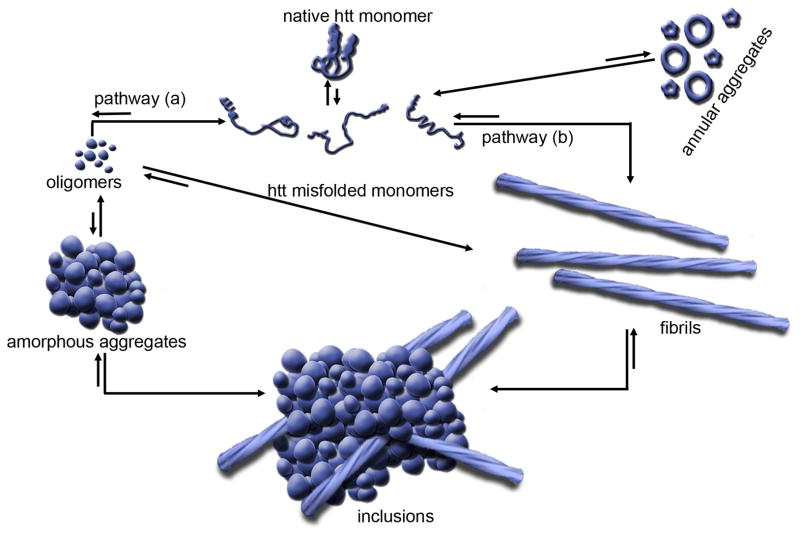 native htt monomer
annular aggregates
pathway (a)
pathway (b)
oligomers
htt misfolded monomers
fibrils
amorphous aggregates
inclusions